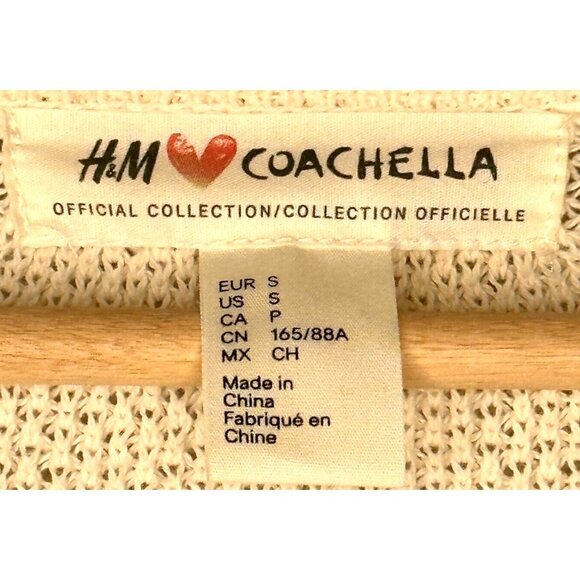 H&M ❤ COACHELLA
OFFICIAL COLLECTION/COLLECTION OFFICIELLE
EUR S
US S
CA P
CN 165/88A
MX CH
Made in
China
Fabriqué en
Chine